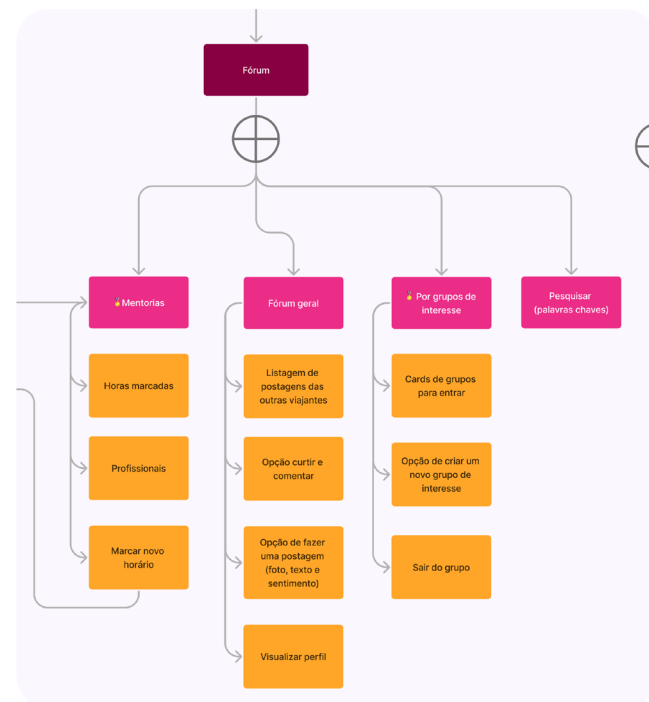 Fórum
🏅Mentorias
Fórum geral
🏅Por grupos de
interesse
Pesquisar
(palavras chaves)
Horas marcadas
Listagem de
postagens das
outras viajantes
Cards de grupos
para entrar
Profissionais
Opção curtir e
comentar
Opção de criar um
novo grupo de
interesse
Marcar novo
horário
Opção de fazer
uma postagem
(foto, texto e
sentimento)
Sair do grupo
Visualizar perfil